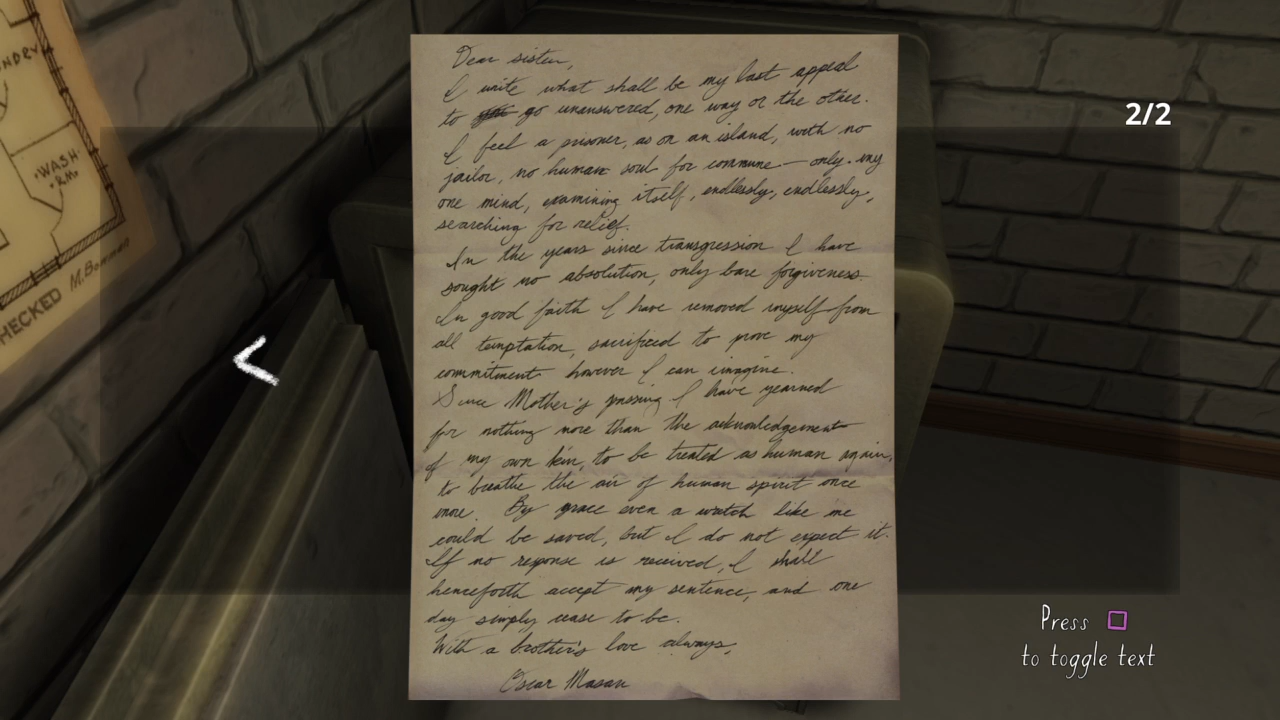 NDRY
WASH
RM.
CHECKED M. Bowman
2/2
Dear sister,
I write what shall be my last appeal
to go unanswered, one way or the other.
I feel a prisoner, as on an island, with no
jailor, no human soul for commune — only my
one mind, examining itself, endlessly, endlessly,
searching for relief.
In the years since transgression I have
sought no absolution, only bare forgiveness.
In good faith I have removed myself from
all temptation, sacrificed to prove my
commitment however I can imagine.
Since Mother's passing I have yearned
for nothing more than the acknowledgement
of my own kin, to be treated as human again,
to breathe the air of human spirit once
more. By grace even a wretch like me
could be saved, but I do not expect it.
If no reponse is received, I shall
henceforth accept my sentence, and one
day simply cease to be.
With a brother's love always,
Oscar Masan
Press
to toggle text